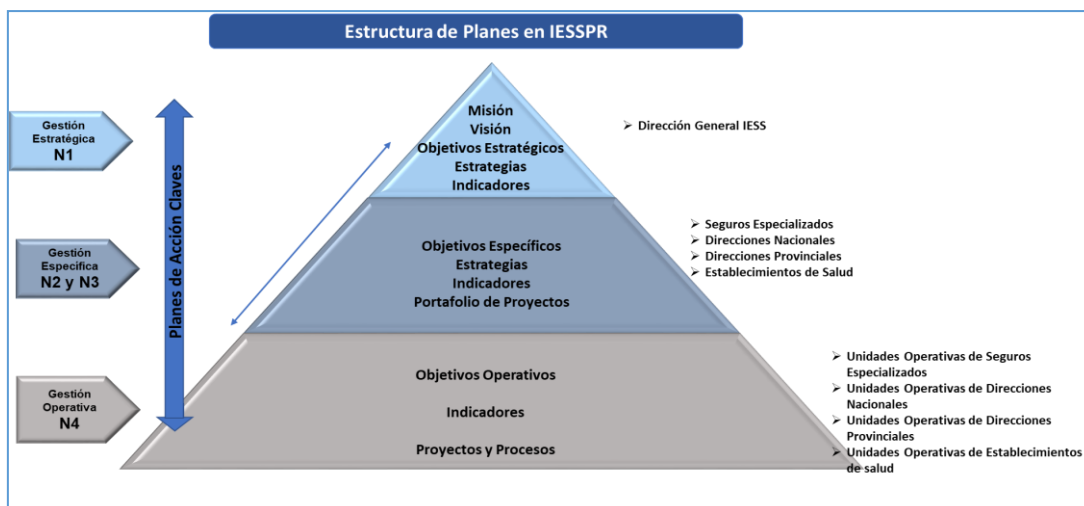 Estructura de Planes en IESSPR
Gestión
Estratégica
N1
Gestión
Especifica
N2 y N3
Gestión
Operativa
N4
Planes de Acción Claves
Misión
Visión
Objetivos Estratégicos
Estrategias
Indicadores
Objetivos Específicos
Estrategias
Indicadores
Portafolio de Proyectos
Objetivos Operativos
Indicadores
Proyectos y Procesos
➢ Dirección General IESS
➢ Seguros Especializados
➢ Direcciones Nacionales
➢ Direcciones Provinciales
➢ Establecimientos de Salud
➢ Unidades Operativas de Seguros
Especializados
➢ Unidades Operativas de Direcciones
Nacionales
➢ Unidades Operativas de Direcciones
Provinciales
➢ Unidades Operativas de Establecimientos
de salud